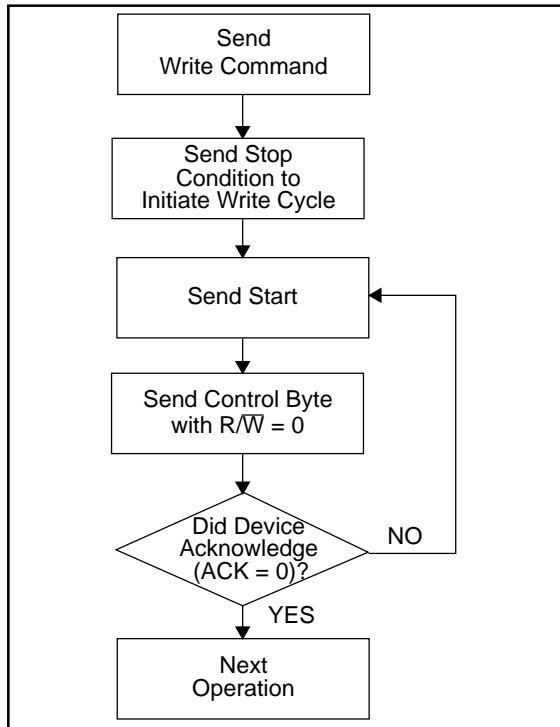 Send
Write Command
Send Stop
Condition to
Initiate Write Cycle
Send Start
Send Control Byte
with R/W̅ = 0
Did Device
Acknowledge
(ACK = 0)?
NO
YES
Next
Operation